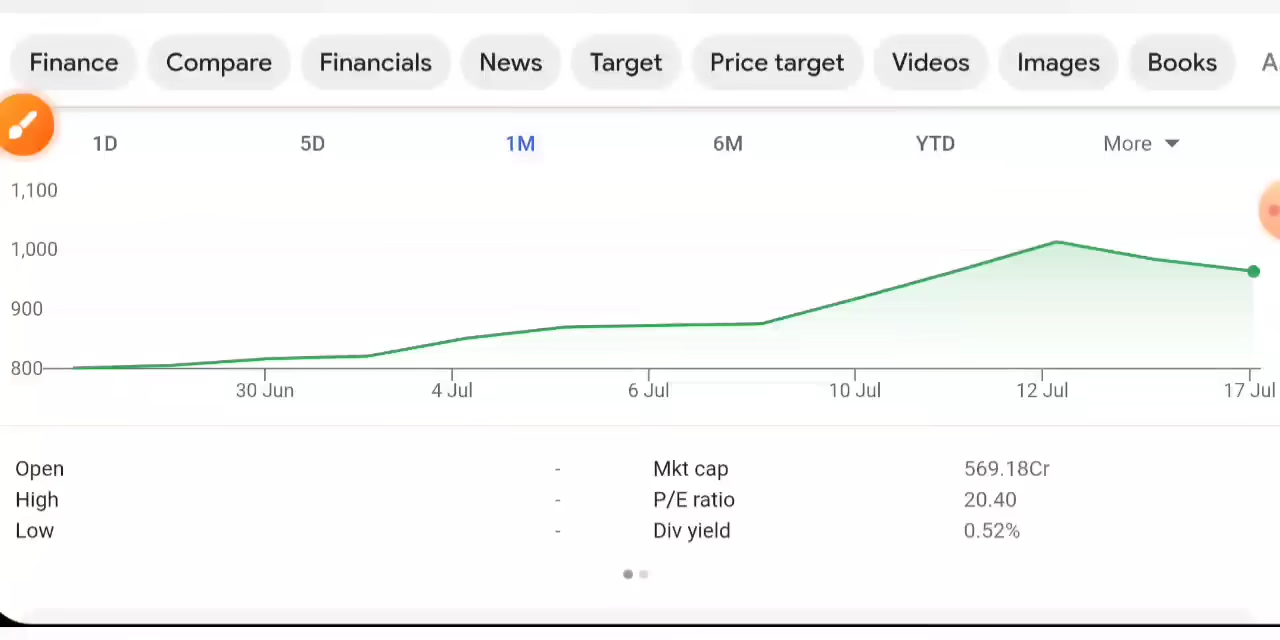 Finance Compare Financials News Target Price target Videos Images Books
1D 5D 1M 6M YTD More
1,100
1,000
900
800
30 Jun 4 Jul 6 Jul 10 Jul 12 Jul 17 Jul
Open - Mkt cap 569.18Cr
High - P/E ratio 20.40
Low - Div yield 0.52%